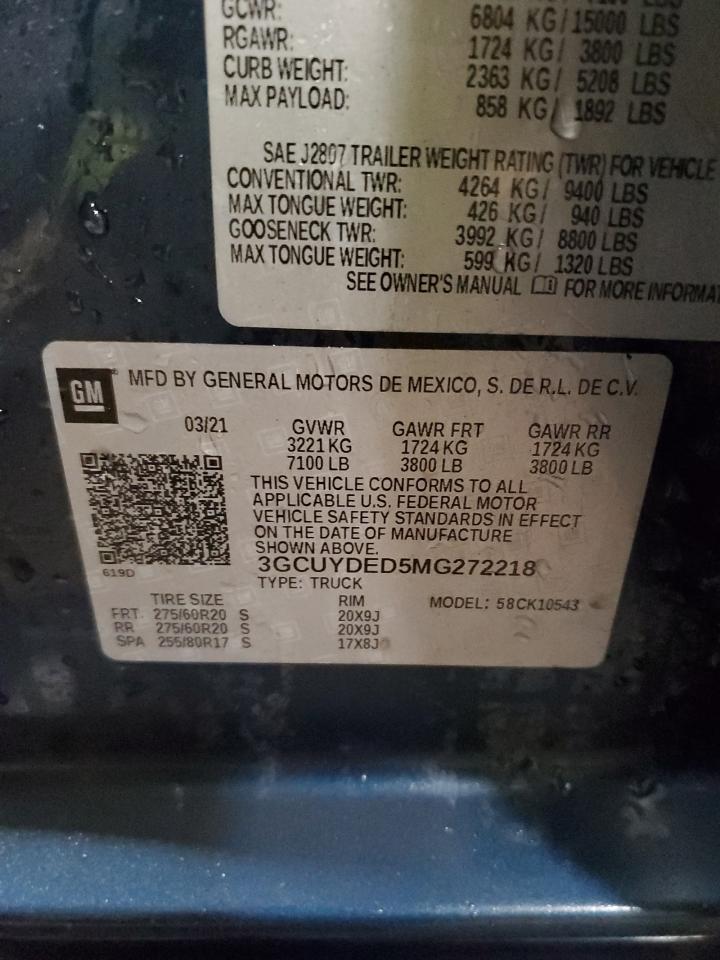 GCWR: 6804 KG/15000 LBS
RGAWR: 1724 KG/ 3800 LBS
CURB WEIGHT: 2363 KG/ 5208 LBS
MAX PAYLOAD: 858 KG/ 1892 LBS
SAE J2807 TRAILER WEIGHT RATING (TWR) FOR VEHICLE
CONVENTIONAL TWR: 4264 KG/ 9400 LBS
MAX TONGUE WEIGHT: 426 KG/ 940 LBS
GOOSENECK TWR: 3992 KG/ 8800 LBS
MAX TONGUE WEIGHT: 599 KG/ 1320 LBS
SEE OWNER'S MANUAL FOR MORE INFORMAT
GM ® MFD BY GENERAL MOTORS DE MEXICO, S. DE R.L. DE C.V.
03/21 GVWR GAWR FRT GAWR RR
3221 KG 1724 KG 1724 KG
7100 LB 3800 LB 3800 LB
THIS VEHICLE CONFORMS TO ALL
APPLICABLE U.S. FEDERAL MOTOR
VEHICLE SAFETY STANDARDS IN EFFECT
ON THE DATE OF MANUFACTURE
SHOWN ABOVE.
3GCUYDED5MG272218
619D
TYPE: TRUCK
TIRE SIZE RIM MODEL: 58CK10543
FRT. 275/60R20 S 20X9J
RR 275/60R20 S 20X9J
SPA 255/80R17 S 17X8J